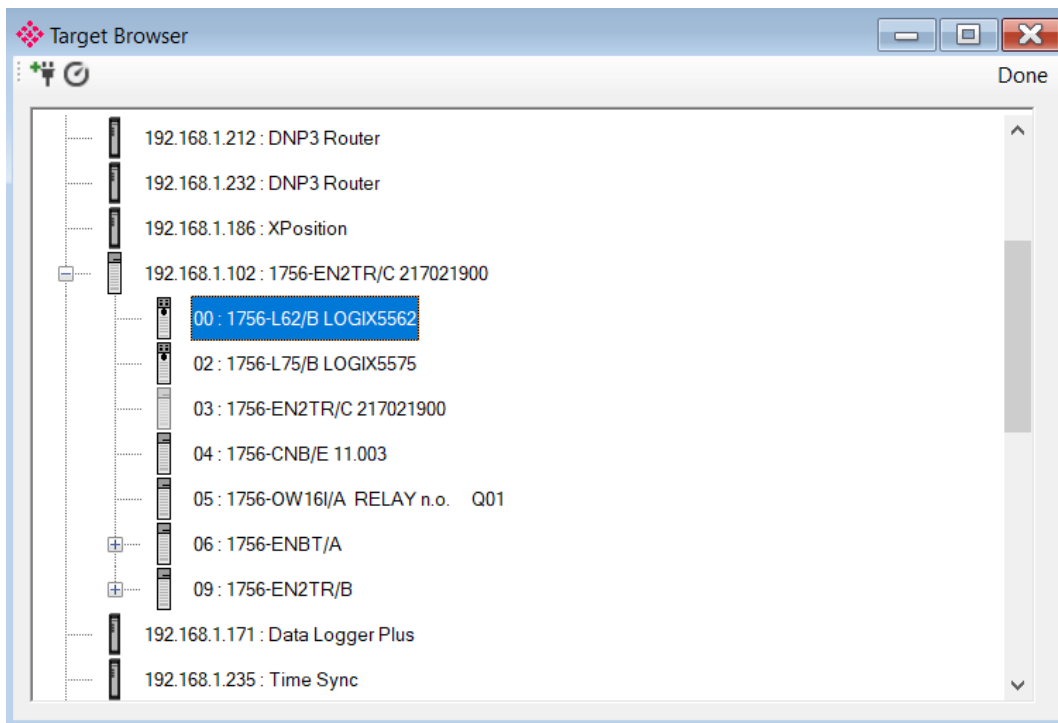 Target Browser
Done
192.168.1.212 : DNP3 Router
192.168.1.232 : DNP3 Router
192.168.1.186 : XPosition
192.168.1.102 : 1756-EN2TR/C 217021900
00 : 1756-L62/B LOGIX5562
02 : 1756-L75/B LOGIX5575
03 : 1756-EN2TR/C 217021900
04 : 1756-CNB/E 11.003
05 : 1756-OW16I/A RELAY n.o. Q01
06 : 1756-ENBT/A
09 : 1756-EN2TR/B
192.168.1.171 : Data Logger Plus
192.168.1.235 : Time Sync